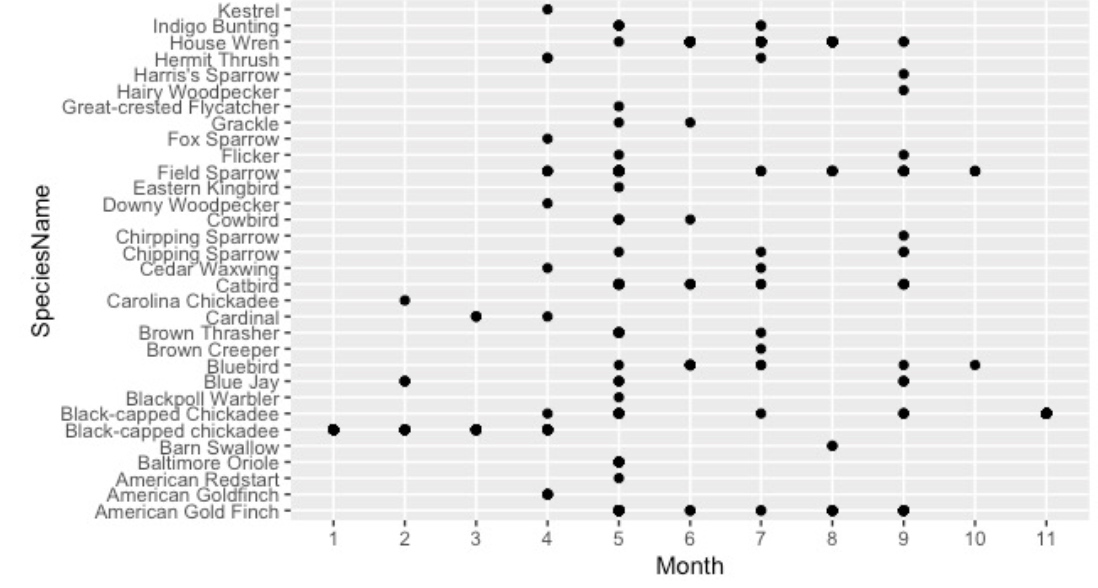 Kestrel
Indigo Bunting
House Wren
Hermit Thrush
Harris's Sparrow
Hairy Woodpecker
Great-crested Flycatcher
Grackle
Fox Sparrow
Flicker
Field Sparrow
Eastern Kingbird
Downy Woodpecker
Cowbird
Chirpping Sparrow
Chipping Sparrow
Cedar Waxwing
Catbird
Carolina Chickadee
Cardinal
Brown Thrasher
Brown Creeper
Bluebird
Blue Jay
Blackpoll Warbler
Black-capped Chickadee
Black-capped chickadee
Barn Swallow
Baltimore Oriole
American Redstart
American Goldfinch
American Gold Finch
SpeciesName
1 2 3 4 5 6 7 8 9 10 11
Month